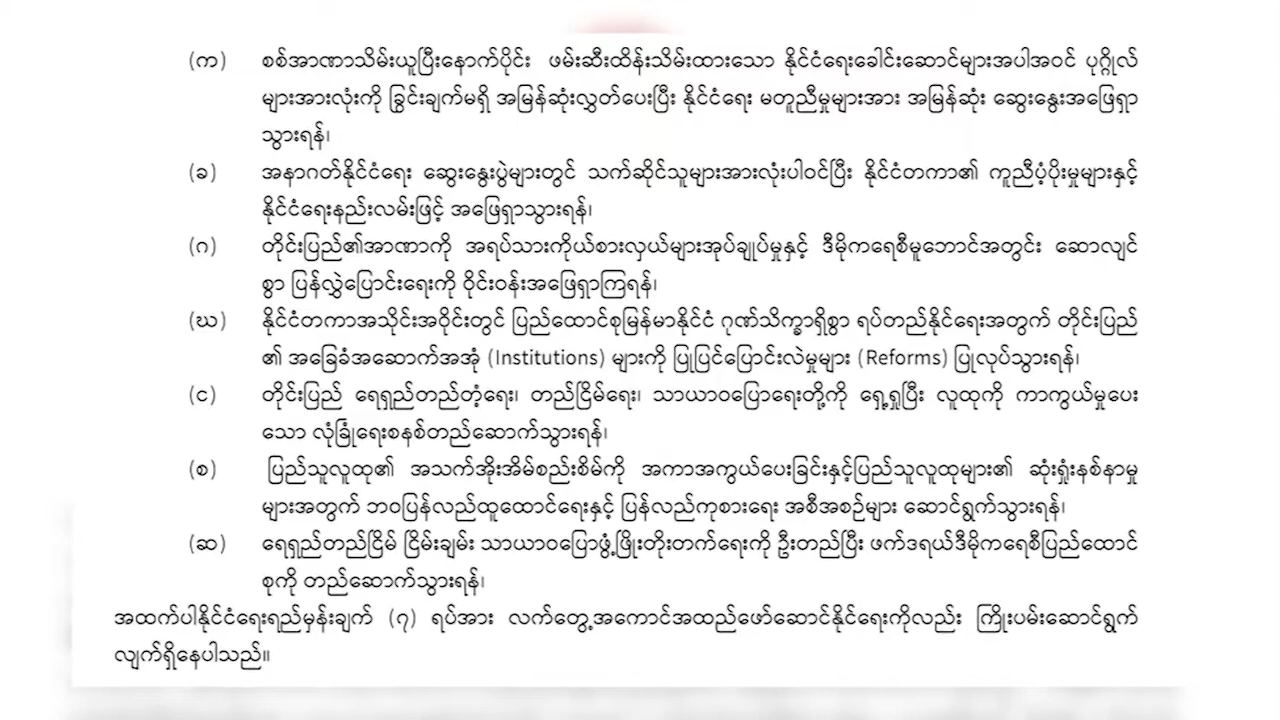 (က) စစ်အာဏာသိမ်းယူပြီးနောက်ပိုင်း ဖမ်းဆီးထိန်းသိမ်းထားသော နိုင်ငံရေးခေါင်းဆောင်များအပါအဝင် ပုဂ္ဂိုလ်
များအားလုံးကို ခြွင်းချက်မရှိ အမြန်ဆုံးလွှတ်ပေးပြီး နိုင်ငံရေး မတူညီမှုများအား အမြန်ဆုံး ဆွေးနွေးအဖြေရှာ
သွားရန်၊
(ခ) အနာဂတ်နိုင်ငံရေး ဆွေးနွေးပွဲများတွင် သက်ဆိုင်သူများအားလုံးပါဝင်ပြီး နိုင်ငံတကာ၏ ကူညီပံ့ပိုးမှုများနှင့်
နိုင်ငံရေးနည်းလမ်းဖြင့် အဖြေရှာသွားရန်၊
(ဂ) တိုင်းပြည်၏အာဏာကို အရပ်သားကိုယ်စားလှယ်များအုပ်ချုပ်မှုနှင့် ဒီမိုကရေစီမူဘောင်အတွင်း ဆောလျင်
စွာ ပြန်လွှဲပြောင်းရေးကို ဝိုင်းဝန်းအဖြေရှာကြရန်၊
(ဃ) နိုင်ငံတကာအသိုင်းအဝိုင်းတွင် ပြည်ထောင်စုမြန်မာနိုင်ငံ ဂုဏ်သိက္ခာရှိစွာ ရပ်တည်နိုင်ရေးအတွက် တိုင်းပြည်
၏ အခြေခံအဆောက်အအုံ (Institutions) များကို ပြုပြင်ပြောင်းလဲမှုများ (Reforms) ပြုလုပ်သွားရန်၊
(င) တိုင်းပြည် ရေရှည်တည်တံ့ရေး၊ တည်ငြိမ်ရေး၊ သာယာဝပြောရေးတို့ကို ရှေ့ရှုပြီး လူထုကို ကာကွယ်မှုပေး
သော လုံခြုံရေးစနစ်တည်ဆောက်သွားရန်၊
(စ) ပြည်သူလူထု၏ အသက်အိုးအိမ်စည်းစိမ်ကို အကာအကွယ်ပေးခြင်းနှင့်ပြည်သူလူထုများ၏ ဆုံးရှုံးနစ်နာမှု
များအတွက် ဘဝပြန်လည်ထူထောင်ရေးနှင့် ပြန်လည်ကုစားရေး အစီအစဉ်များ ဆောင်ရွက်သွားရန်၊
(ဆ) ရေရှည်တည်ငြိမ် ငြိမ်းချမ်း သာယာဝပြောဖွံ့ဖြိုးတိုးတက်ရေးကို ဦးတည်ပြီး ဖက်ဒရယ်ဒီမိုကရေစီပြည်ထောင်
စုကို တည်ဆောက်သွားရန်၊
အထက်ပါနိုင်ငံရေးရည်မှန်းချက် (၇) ရပ်အား လက်တွေ့အကောင်အထည်ဖော်ဆောင်နိုင်ရေးကိုလည်း ကြိုးပမ်းဆောင်ရွက်
လျက်ရှိနေပါသည်။